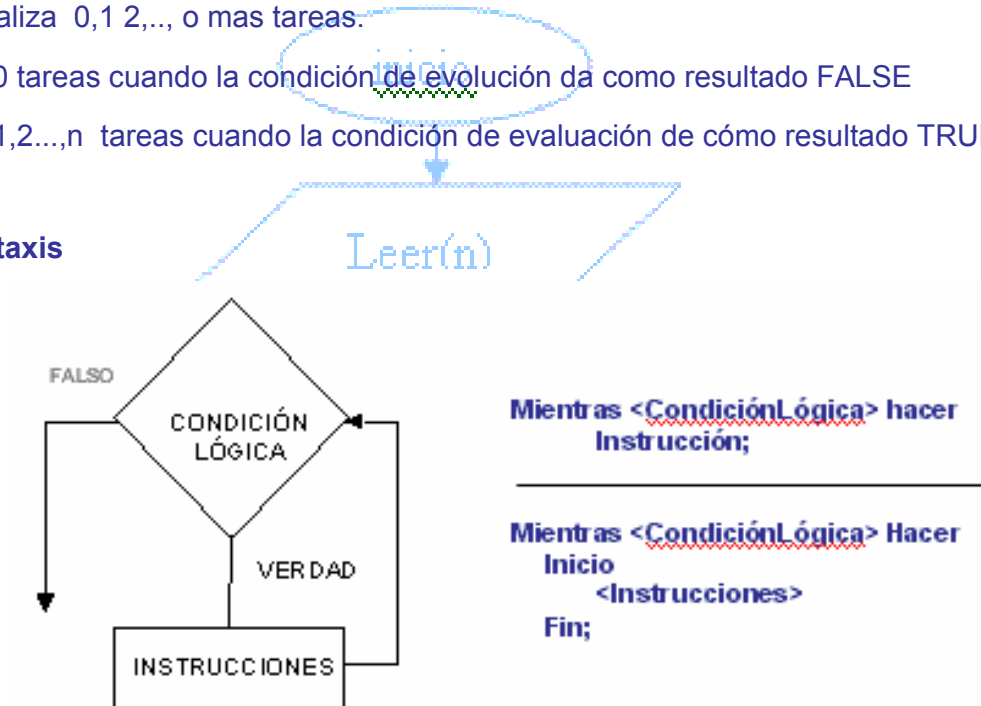 aliza 0,1 2,.., o mas tareas.
inicio
0 tareas cuando la condición de evolución da como resultado FALSE
1,2...,n tareas cuando la condición de evaluación de cómo resultado TRU
taxis
Leer(n)
FALSO
CONDICIÓN
LÓGICA
VERDAD
INSTRUCCIONES
Mientras <CondiciónLógica> hacer
Instrucción;
Mientras <CondiciónLógica> Hacer
Inicio
<Instrucciones>
Fin;